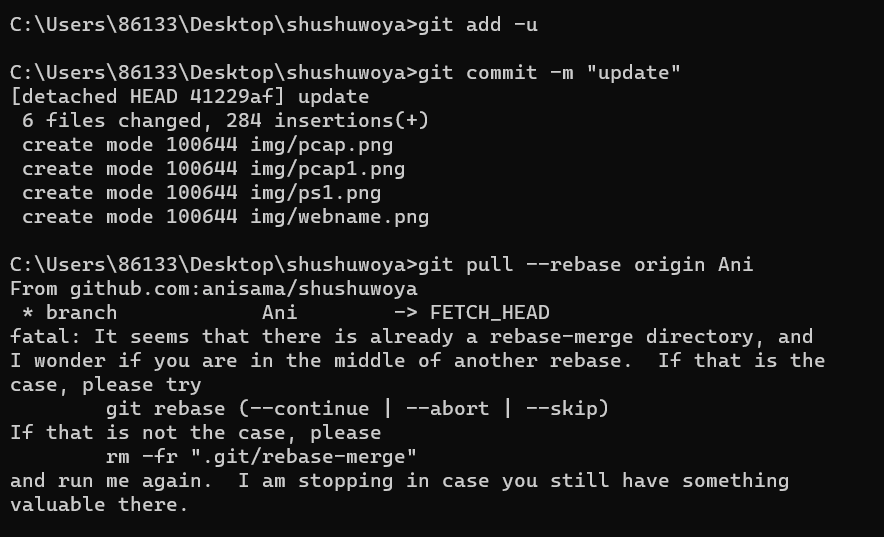 C:\Users\86133\Desktop\shushuwoya>git add -u
C:\Users\86133\Desktop\shushuwoya>git commit -m "update"
[detached HEAD 41229af] update
 6 files changed, 284 insertions(+)
 create mode 100644 img/pcap.png
 create mode 100644 img/pcap1.png
 create mode 100644 img/ps1.png
 create mode 100644 img/webname.png
C:\Users\86133\Desktop\shushuwoya>git pull --rebase origin Ani
From github.com:anisama/shushuwoya
 * branch            Ani        -> FETCH_HEAD
fatal: It seems that there is already a rebase-merge directory, and
I wonder if you are in the middle of another rebase.  If that is the
case, please try
        git rebase (--continue | --abort | --skip)
If that is not the case, please
        rm -fr ".git/rebase-merge"
and run me again.  I am stopping in case you still have something
valuable there.